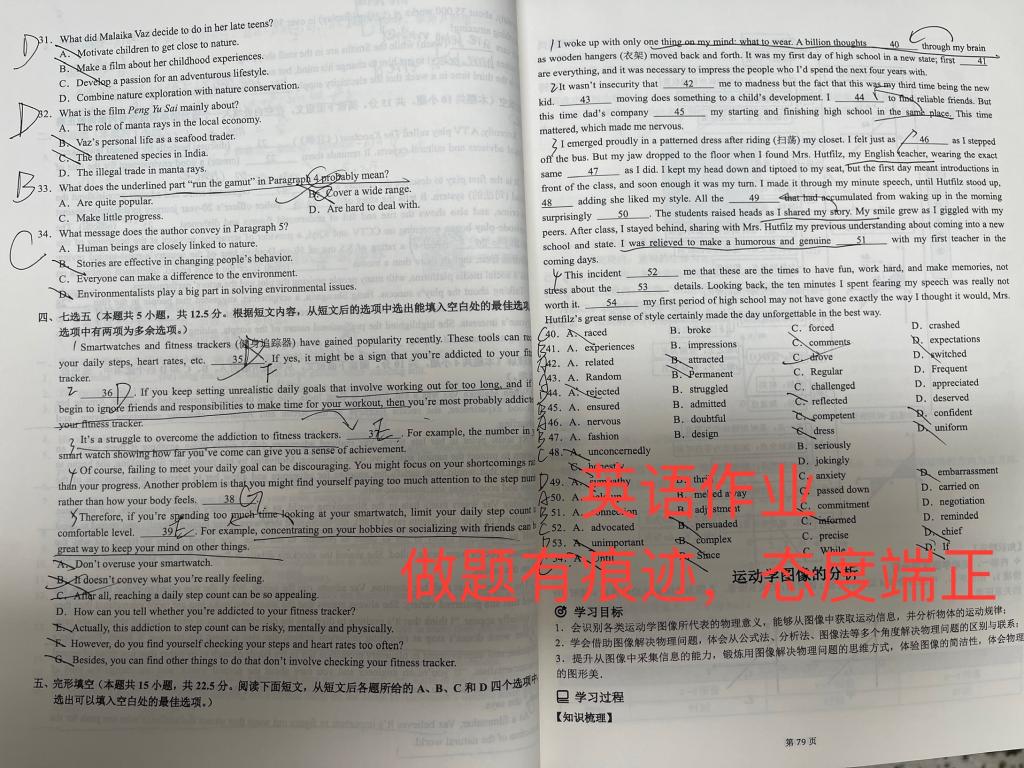 D
31. What did Malaika Vaz decide to do in her late teens?
A. Motivate children to get close to nature.
B. Make a film about her childhood experiences.
C. Develop a passion for an adventurous lifestyle.
D. Combine nature exploration with nature conservation.
D
32. What is the film Peng Yu Sai mainly about?
A. The role of manta rays in the local economy.
B. Vaz's personal life as a seafood trader.
C. The threatened species in India.
D. The illegal trade in manta rays.
B
33. What does the underlined part “run the gamut” in Paragraph 4 probably mean?
A. Are quite popular. B. Cover a wide range.
C. Make little progress. D. Are hard to deal with.
C
34. What message does the author convey in Paragraph 5?
A. Human beings are closely linked to nature.
B. Stories are effective in changing people's behavior.
C. Everyone can make a difference to the environment.
D. Environmentalists play a big part in solving environmental issues.
四、七选五（本题共 5 小题，共 12.5 分。根据短文内容，从短文后的选项中选出能填入空白处的最佳选项
选项中有两项为多余选项。）
1 Smartwatches and fitness trackers (健身追踪器) have gained popularity recently. These tools can
your daily steps, heart rates, etc. 35 F If yes, it might be a sign that you're addicted to your
tracker.
2 36 D . If you keep setting unrealistic daily goals that involve working out for too long, and if
begin to ignore friends and responsibilities to make time for your workout, then you're most probably
your fitness tracker.
3 It's a struggle to overcome the addiction to fitness trackers. 37 . For example, the number in
smart watch showing how far you've come can give you a sense of achievement.
4 Of course, failing to meet your daily goal can be discouraging. You might focus on your shortcomings
than your progress. Another problem is that you might find yourself paying too much attention to the step
rather than how your body feels. 38 G
5 Therefore, if you're spending too much time looking at your smartwatch, limit your daily step count
comfortable level. 39 . For example, concentrating on your hobbies or socializing with friends can
great way to keep your mind on other things.
A. Don't overuse your smartwatch.
B. It doesn't convey what you're really feeling.
C. After all, reaching a daily step count can be so appealing.
D. How can you tell whether you're addicted to your fitness tracker?
E. Actually, this addiction to step count can be risky, mentally and physically.
F. However, do you find yourself checking your steps and heart rates too often?
G. Besides, you can find other things to do that don't involve checking your fitness tracker.
五、完形填空（本题共 15 小题，共 22.5 分。阅读下面短文，从短文后各题所给的 A、B、C 和 D 四个选项中
选出可以填入空白处的最佳选项。）
1 I woke up with only one thing on my mind: what to wear. A billion thoughts 40 through my brain
as wooden hangers (衣架) moved back and forth. It was my first day of high school in a new state; first 41
are everything, and it was necessary to impress the people who I'd spend the next four years with.
2 It wasn't insecurity that 42 me to madness but the fact that this was my third time being the new
kid. 43 moving does something to a child's development. I 44 to find reliable friends. But
this time dad's company 45 my starting and finishing high school in the same place. This time
mattered, which made me nervous.
3 I emerged proudly in a patterned dress after riding (扫荡) my closet. I felt just as 46 as I stepped
off the bus. But my jaw dropped to the floor when I found Mrs. Hutfilz, my English teacher, wearing the exact
same 47 as I did. I kept my head down and tiptoed to my seat, but the first day meant introductions in
front of the class, and soon enough it was my turn. I made it through my minute speech, until Hutfilz stood up,
48 adding she liked my style. All the 49 that had accumulated from waking up in the morning
surprisingly 50 . The students raised heads as I shared my story. My smile grew as I giggled with my
peers. After class, I stayed behind, sharing with Mrs. Hutfilz my previous understanding about coming into a new
school and state. I was relieved to make a humorous and genuine 51 with my first teacher in the
coming days.
4 This incident 52 me that these are the times to have fun, work hard, and make memories, not
stress about the 53 details. Looking back, the ten minutes I spent fearing my speech was really not
worth it. 54 my first period of high school may not have gone exactly the way I thought it would, Mrs.
Hutfilz's great sense of style certainly made the day unforgettable in the best way.
40. A. raced B. broke C. forced D. crashed
41. A. experiences B. impressions C. comments D. expectations
42. A. related B. attracted C. drove D. switched
43. A. Random B. Permanent C. Regular D. Frequent
44. A. rejected B. struggled C. challenged D. appreciated
45. A. ensured B. admitted C. reflected D. deserved
46. A. nervous B. doubtful C. competent D. confident
47. A. fashion B. design C. dress D. uniform
48. A. unconcernedly B. seriously
D. jokingly
49. C. anxiety D. embarrassment
50. C. passed down D. carried on
51. B. adjustment C. commitment D. negotiation
52. A. advocated B. persuaded C. informed D. reminded
53. A. unimportant B. complex C. precise D. chief
B. Since C. While D. If
英语作业
做题有痕迹，态度端正
运动学图像的分析
学习目标
1．会识别各类运动学图像所代表的物理意义，能够从图像中获取运动信息，并分析物体的运动规律；
2．学会借助图像解决物理问题，体会从公式法、分析法、图像法等多个角度解决物理问题的区别与联系；
3．提升从图像中采集信息的能力，锻炼用图像解决物理问题的思维方式，体验图像的简洁性，体会物理
的图形美．
学习过程
【知识梳理】
第 79 页